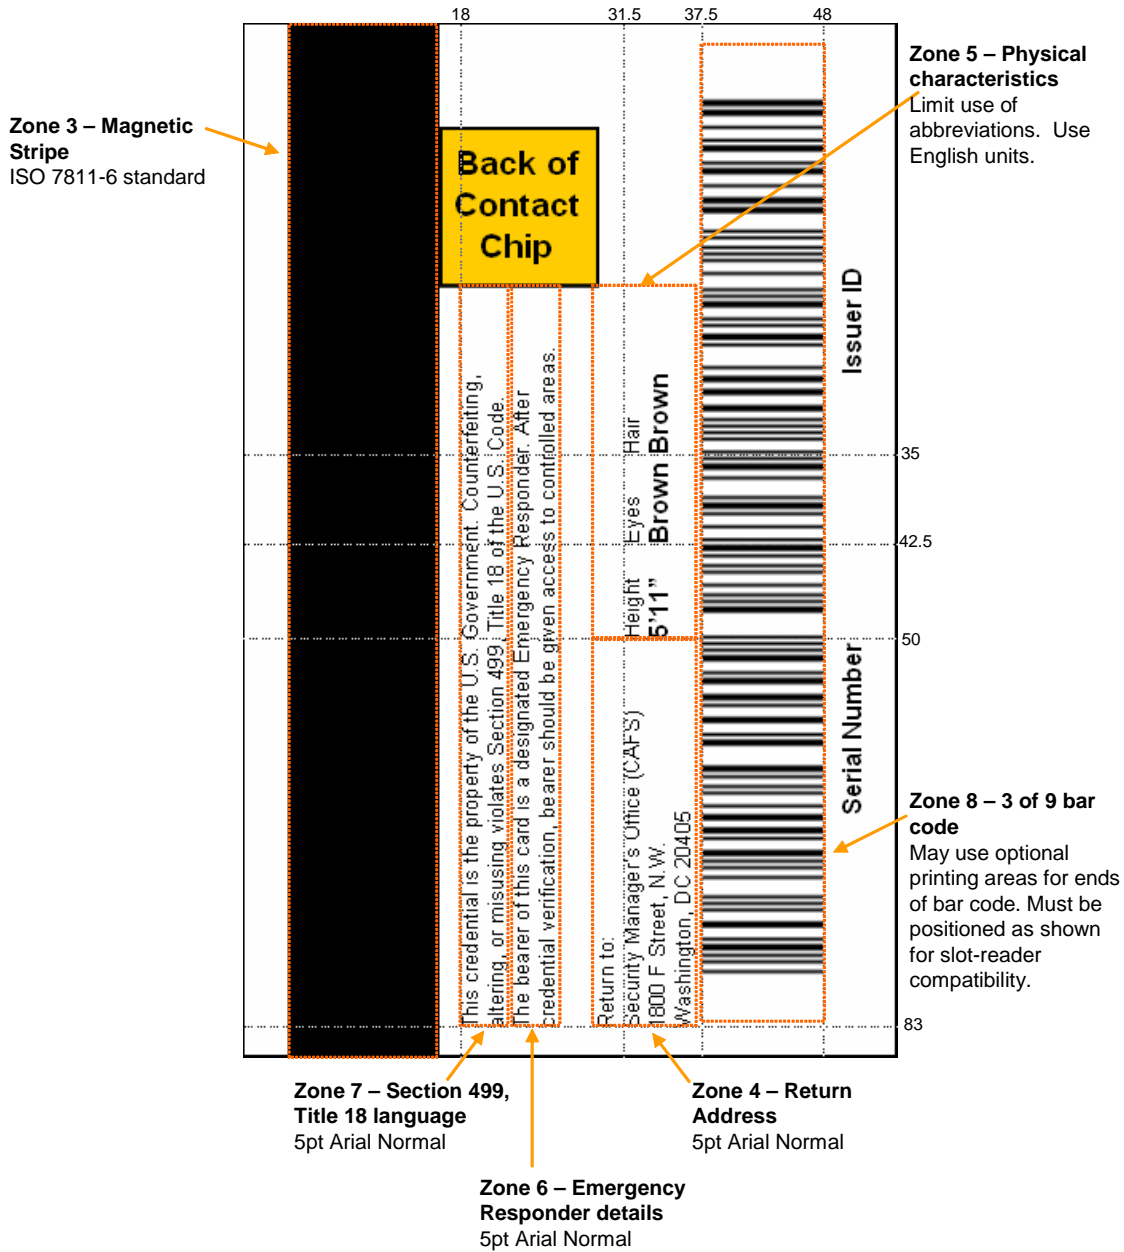 18
31.5
37.5
48
Zone 5 – Physical
characteristics
Limit use of
abbreviations. Use
English units.
Zone 3 – Magnetic
Stripe
ISO 7811-6 standard
Back of
Contact
Chip
Issuer ID
This credential is the property of the U.S. Government. Counterfeiting,
altering, or misusing violates Section 499, Title 18 of the U.S. Code.
The bearer of this card is a designated Emergency Responder. After
credential verification, bearer should be given access to controlled areas.
Height Eyes Hair
5'11" Brown Brown
35
42.5
50
Serial Number
Return to:
Security Manager's Office (CAFS)
1800 F Street, N.W.
Washington, DC 20405
Zone 8 – 3 of 9 bar
code
May use optional
printing areas for ends
of bar code. Must be
positioned as shown
for slot-reader
compatibility.
83
Zone 7 – Section 499,
Title 18 language
5pt Arial Normal
Zone 4 – Return
Address
5pt Arial Normal
Zone 6 – Emergency
Responder details
5pt Arial Normal